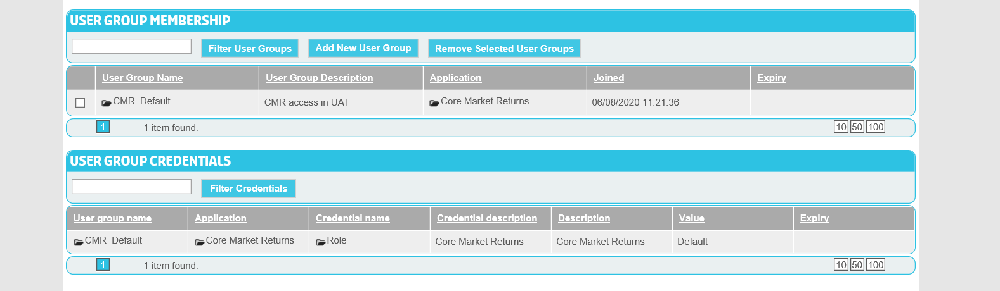 USER GROUP MEMBERSHIP
Filter User Groups Add New User Group Remove Selected User Groups
User Group Name User Group Description Application Joined Expiry
CMR_Default CMR access in UAT Core Market Returns 06/08/2020 11:21:36
1 1 item found. 10 50 100
USER GROUP CREDENTIALS
Filter Credentials
User group name Application Credential name Credential description Description Value Expiry
CMR_Default Core Market Returns Role Core Market Returns Core Market Returns Default
1 1 item found. 10 50 100